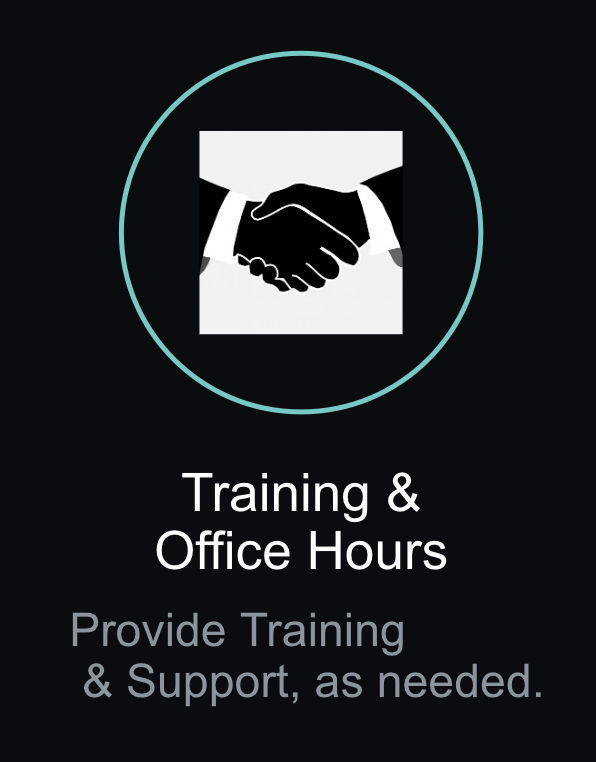 Training &
Office Hours
Provide Training
& Support, as needed.